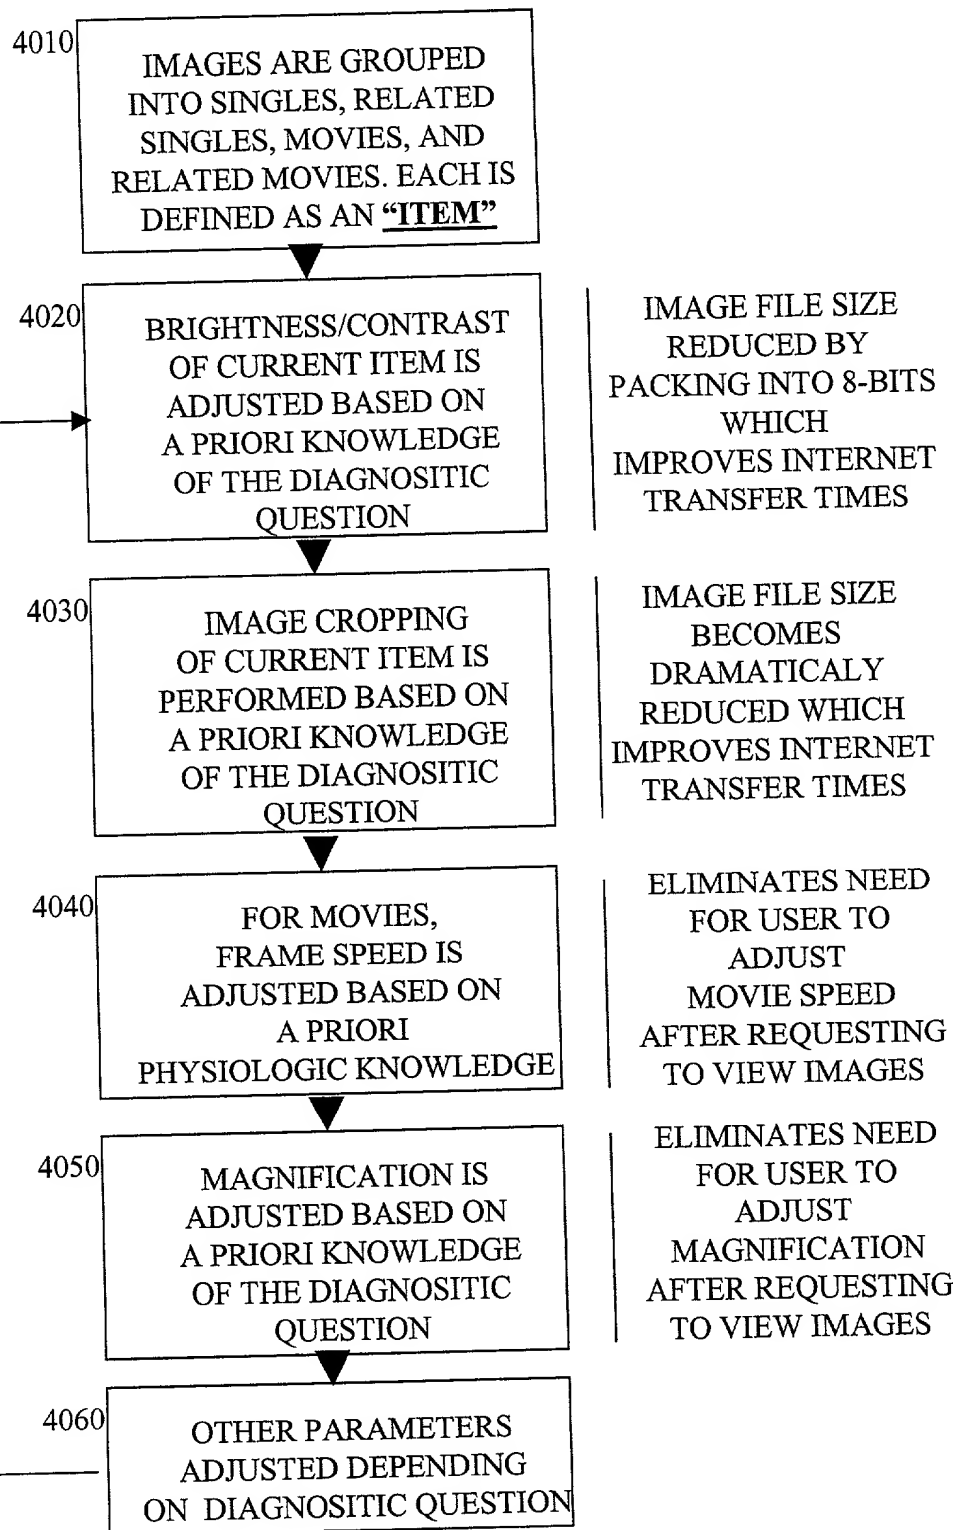 4010
IMAGES ARE GROUPED
INTO SINGLES, RELATED
SINGLES, MOVIES, AND
RELATED MOVIES. EACH IS
DEFINED AS AN “ITEM”
4020
BRIGHTNESS/CONTRAST
OF CURRENT ITEM IS
ADJUSTED BASED ON
A PRIORI KNOWLEDGE
OF THE DIAGNOSITIC
QUESTION
IMAGE FILE SIZE
REDUCED BY
PACKING INTO 8-BITS
WHICH
IMPROVES INTERNET
TRANSFER TIMES
4030
IMAGE CROPPING
OF CURRENT ITEM IS
PERFORMED BASED ON
A PRIORI KNOWLEDGE
OF THE DIAGNOSITIC
QUESTION
IMAGE FILE SIZE
BECOMES
DRAMATICALY
REDUCED WHICH
IMPROVES INTERNET
TRANSFER TIMES
4040
FOR MOVIES,
FRAME SPEED IS
ADJUSTED BASED ON
A PRIORI
PHYSIOLOGIC KNOWLEDGE
ELIMINATES NEED
FOR USER TO
ADJUST
MOVIE SPEED
AFTER REQUESTING
TO VIEW IMAGES
4050
MAGNIFICATION IS
ADJUSTED BASED ON
A PRIORI KNOWLEDGE
OF THE DIAGNOSITIC
QUESTION
ELIMINATES NEED
FOR USER TO
ADJUST
MAGNIFICATION
AFTER REQUESTING
TO VIEW IMAGES
4060
OTHER PARAMETERS
ADJUSTED DEPENDING
ON DIAGNOSITIC QUESTION